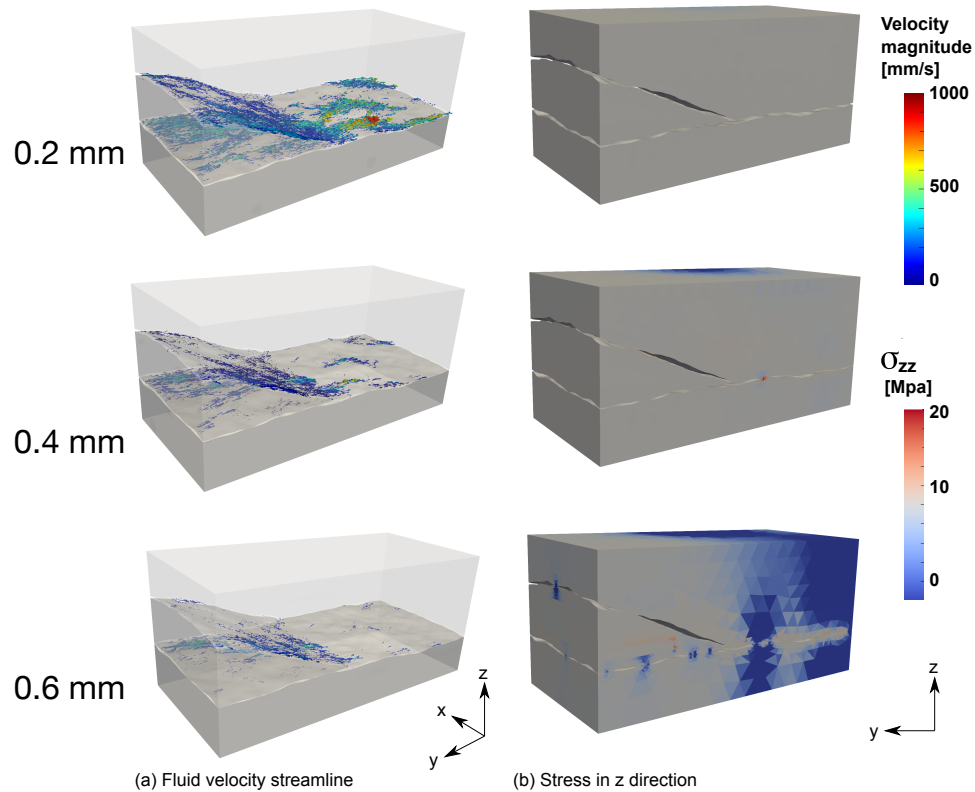 Velocity
magnitude
[mm/s]
1000
500
0
0.2 mm
0.4 mm
σzz
[Mpa]
20
10
0
0.6 mm
z
x
y
z
y
(a) Fluid velocity streamline
(b) Stress in z direction